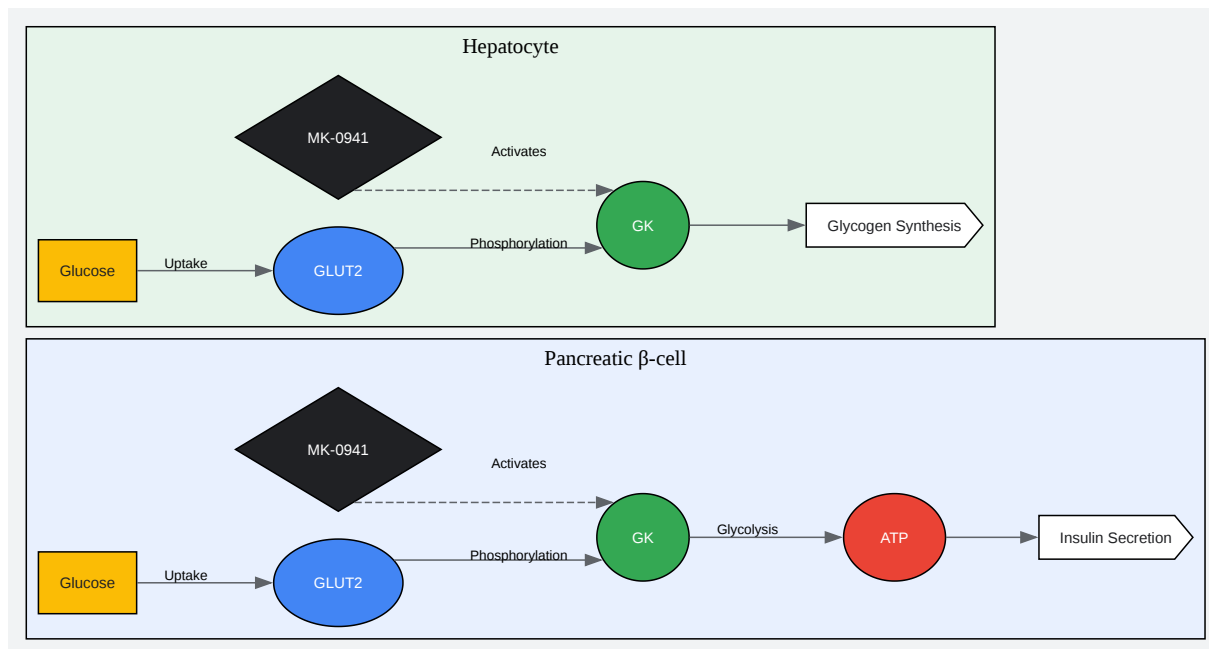 Hepatocyte
MK-0941
Activates
GK
Glycogen Synthesis
Phosphorylation
Glucose
Uptake
GLUT2
Pancreatic β-cell
MK-0941
Activates
GK
Glycolysis
ATP
Insulin Secretion
Phosphorylation
Glucose
Uptake
GLUT2